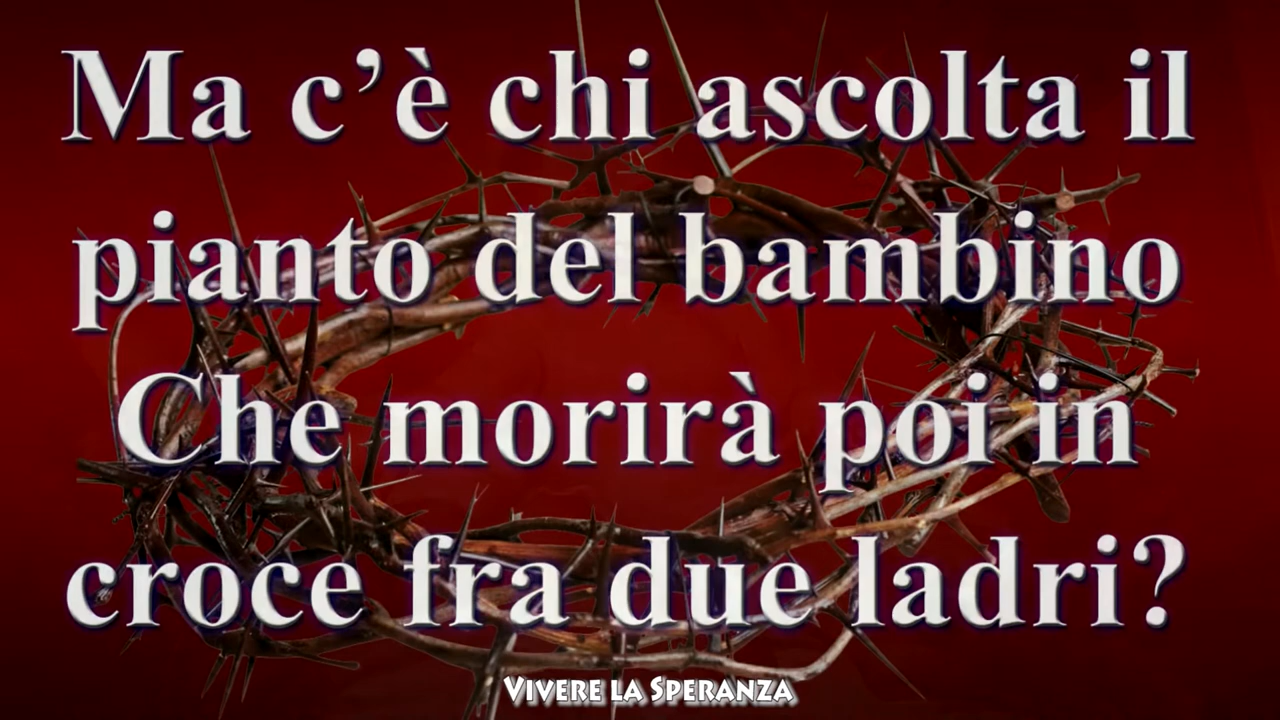 Ma c’è chi ascolta il
pianto del bambino
Che morirà poi in
croce fra due ladri?
Vivere la Speranza